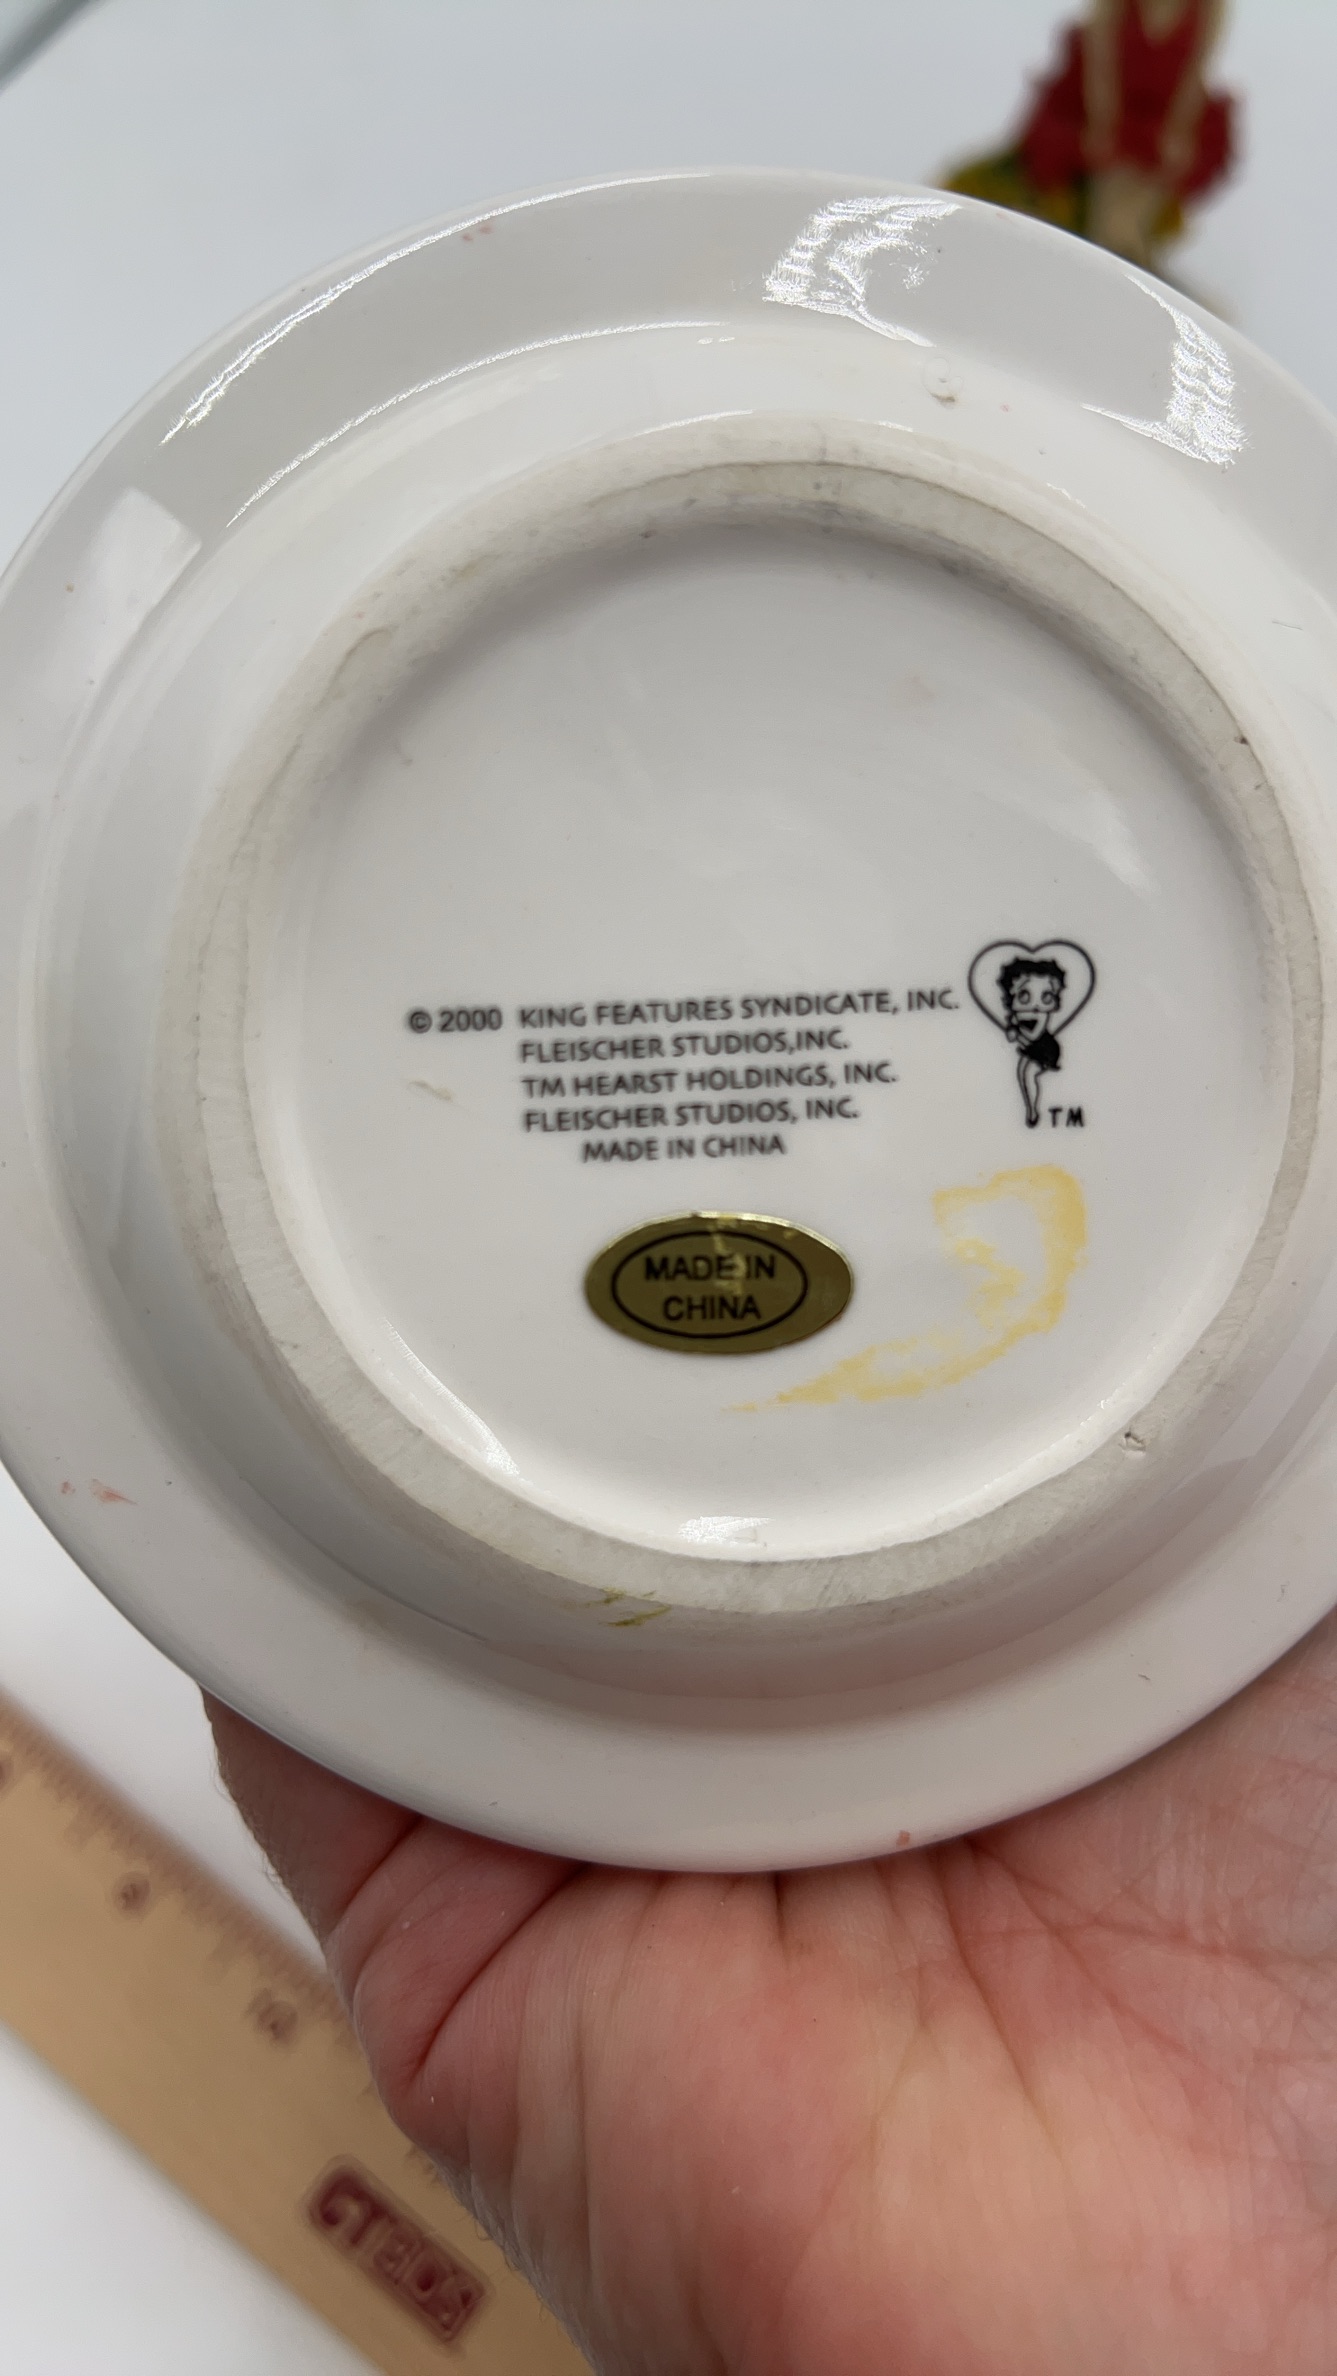 © 2000 KING FEATURES SYNDICATE, INC.
FLEISCHER STUDIOS,INC.
TM HEARST HOLDINGS, INC.
FLEISCHER STUDIOS, INC.
MADE IN CHINA
TM
MADE IN
CHINA